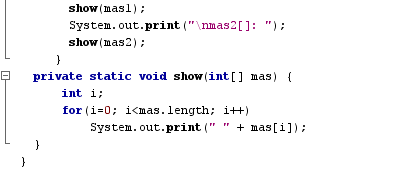 show(mas1);
System.out.print("\nmas2[]: ");
show(mas2);
}
private static void show(int[] mas) {
int i;
for(i=0; i<mas.length; i++)
System.out.print(" " + mas[i]);
}
}